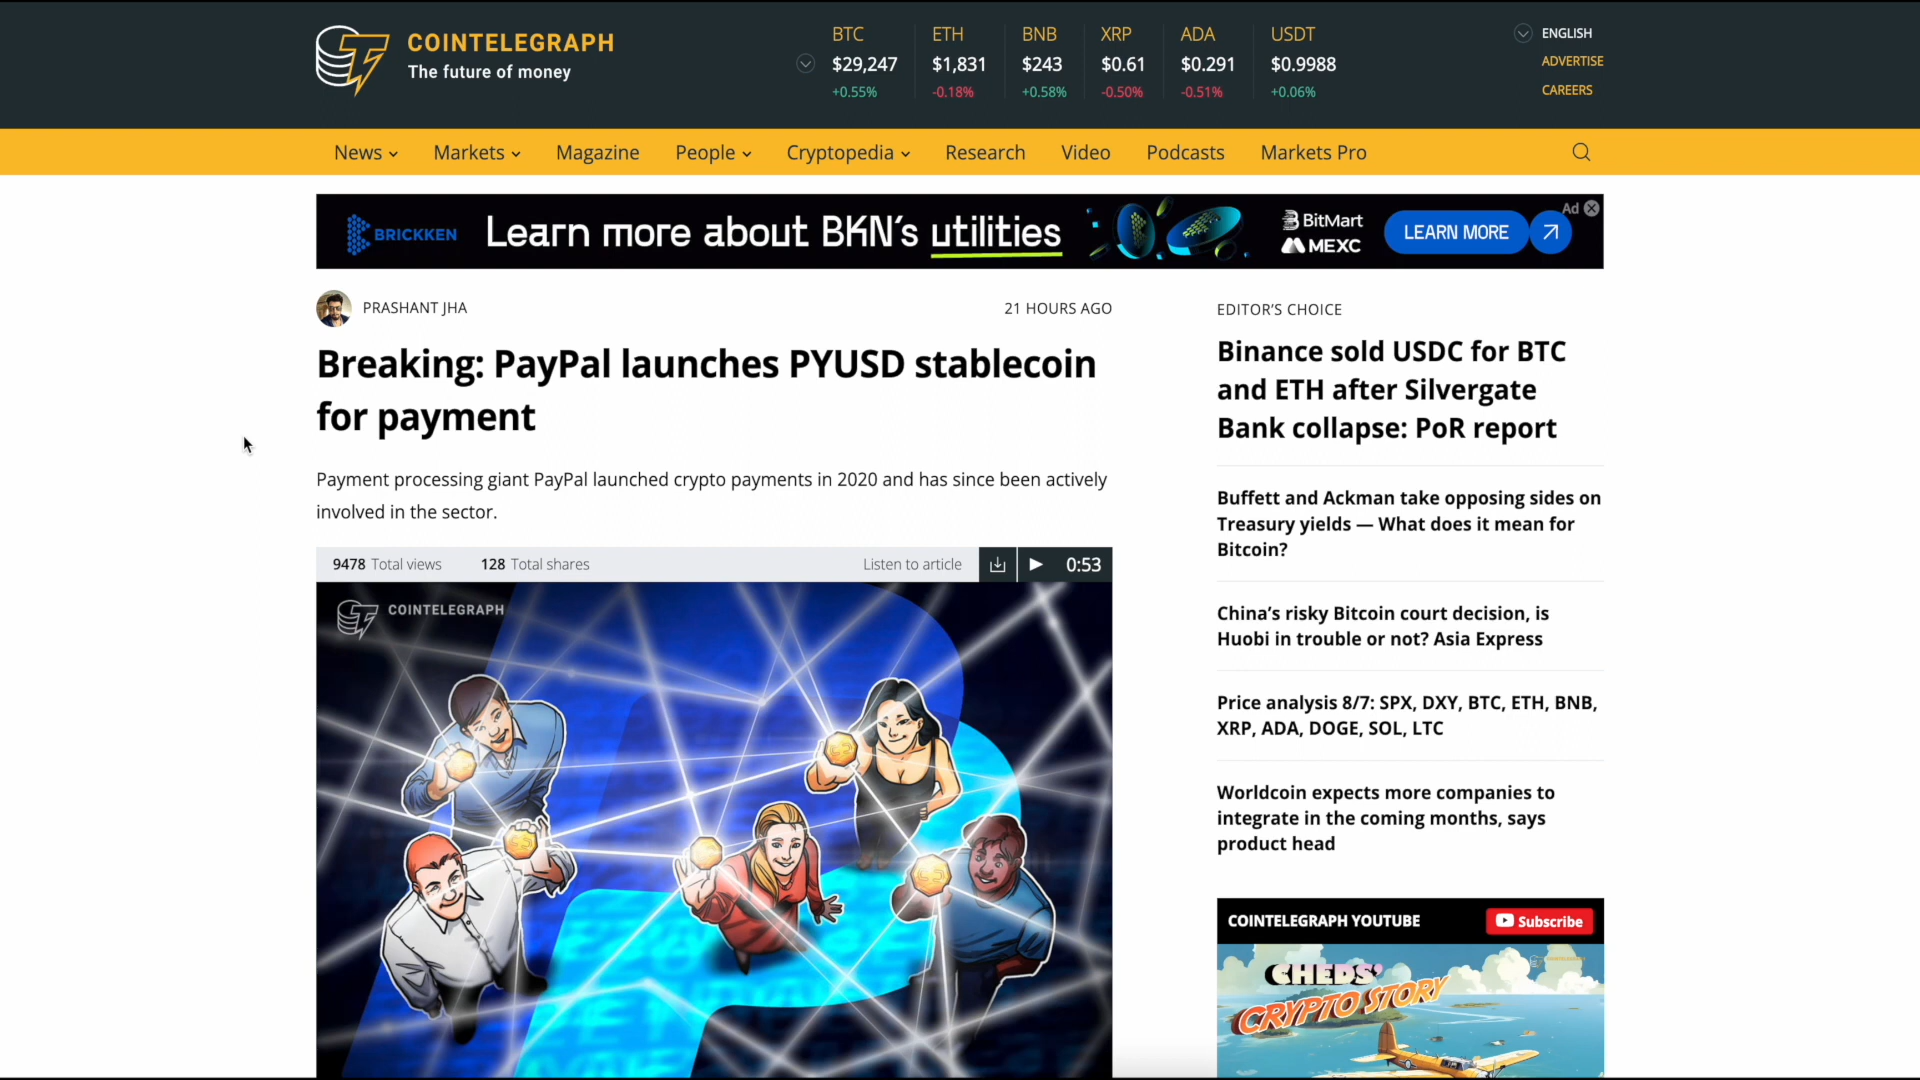 COINTELEGRAPH
The future of money
BTC
$29,247
+0.55%
ETH
$1,831
-0.18%
BNB
$243
+0.58%
XRP
$0.61
-0.50%
ADA
$0.291
-0.51%
USDT
$0.9988
+0.06%
ENGLISH
ADVERTISE
CAREERS
News Markets Magazine People Cryptopedia Research Video Podcasts Markets Pro
BRICKKEN
Learn more about BKN's utilities
BitMart
MEXC
LEARN MORE
Ad
PRASHANT JHA
21 HOURS AGO
Breaking: PayPal launches PYUSD stablecoin
for payment
Payment processing giant PayPal launched crypto payments in 2020 and has since been actively
involved in the sector.
9478 Total views 128 Total shares Listen to article 0:53
COINTELEGRAPH
EDITOR'S CHOICE
Binance sold USDC for BTC
and ETH after Silvergate
Bank collapse: PoR report
Buffett and Ackman take opposing sides on
Treasury yields — What does it mean for
Bitcoin?
China's risky Bitcoin court decision, is
Huobi in trouble or not? Asia Express
Price analysis 8/7: SPX, DXY, BTC, ETH, BNB,
XRP, ADA, DOGE, SOL, LTC
Worldcoin expects more companies to
integrate in the coming months, says
product head
COINTELEGRAPH YOUTUBE
Subscribe
CHEDS'
CRYPTO STORY